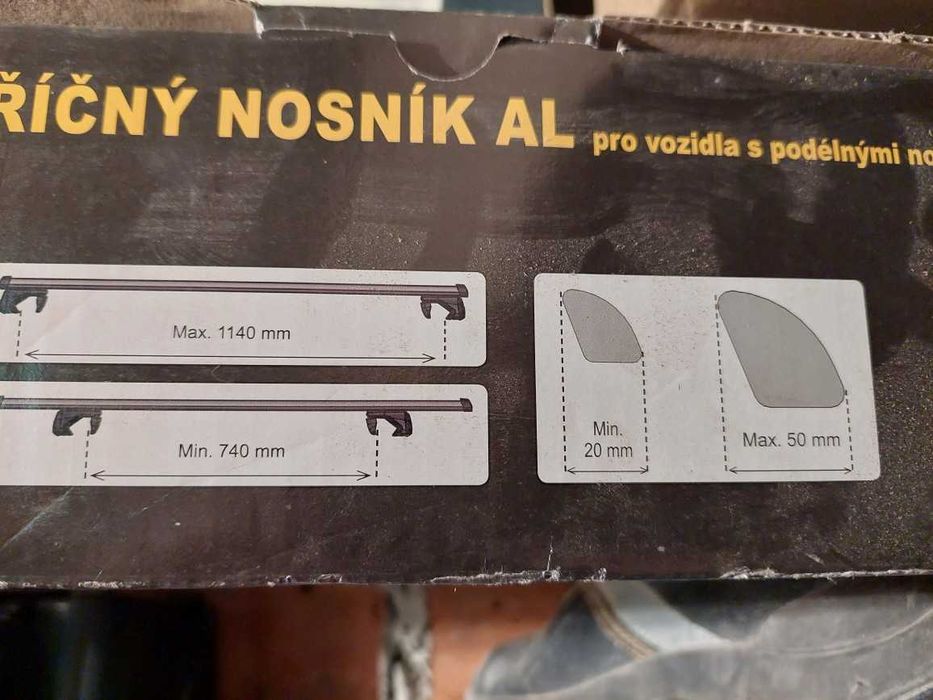 ŘÍČNÝ NOSNÍK AL pro vozidla s podélnými no
Max. 1140 mm
Min. 740 mm
Min.
20 mm
Max. 50 mm